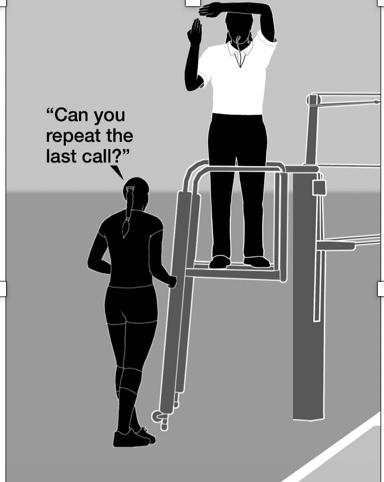 “Can you
repeat the
last call?”